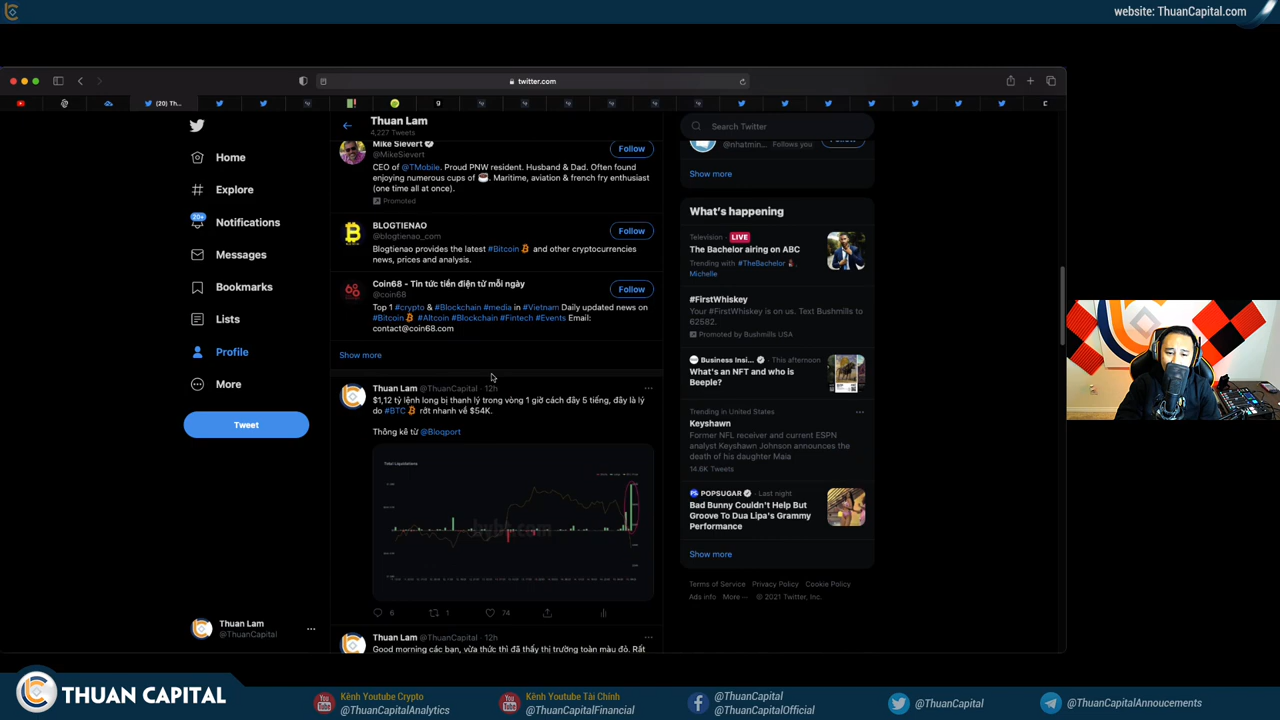 website: ThuanCapital.com
twitter.com
(20) Th...
Thuan Lam
4,227 Tweets
Search Twitter
Home
Explore
20+
Notifications
Messages
Bookmarks
Lists
Profile
More
Tweet
Thuan Lam
@ThuanCapital
Mike Sievert
@MikeSievert
Follow
CEO of @TMobile. Proud PNW resident. Husband & Dad. Often found
enjoying numerous cups of ☕. Maritime, aviation & french fry enthusiast
(one time all at once).
Promoted
BLOGTIENAO
@blogtienao_com
Follow
Blogtienao provides the latest #Bitcoin and other cryptocurrencies
news, prices and analysis.
Coin68 - Tin tức tiền điện tử mỗi ngày
@coin68
Follow
Top 1 #crypto & #Blockchain #media in #Vietnam Daily updated news on
#Bitcoin #Altcoin #Blockchain #Fintech #Events Email:
contact@coin68.com
Show more
Thuan Lam @ThuanCapital · 12h
$1,12 tỷ lệnh long bị thanh lý trong vòng 1 giờ cách đây 5 tiếng, đây là lý
do #BTC rớt nhanh về $54K.
Thông kê từ @Bloqport
Total Liquidations
bybt.com
6
1
74
Thuan Lam @ThuanCapital · 12h
Good morning các bạn, vừa thức thì đã thấy thị trường toàn màu đỏ. Rất
@nhatmin... Follows you
Show more
What's happening
Television · LIVE
The Bachelor airing on ABC
Trending with #TheBachelor,
Michelle
#FirstWhiskey
Your #FirstWhiskey is on us. Text Bushmills to
62582.
Promoted by Bushmills USA
Business Insi... · This afternoon
What's an NFT and who is
Beeple?
Trending in United States
Keyshawn
Former NFL receiver and current ESPN
analyst Keyshawn Johnson announces the
death of his daughter Maia
14.6K Tweets
POPSUGAR · Last night
Bad Bunny Couldn't Help But
Groove To Dua Lipa's Grammy
Performance
Show more
Terms of Service Privacy Policy Cookie Policy
Ads info More ··· © 2021 Twitter, Inc.
THUAN CAPITAL
Kênh Youtube Crypto
@ThuanCapitalAnalytics
Kênh Youtube Tài Chính
@ThuanCapitalFinancial
@ThuanCapital
@ThuanCapitalOfficial
@ThuanCapital
@ThuanCapitalAnnoucements